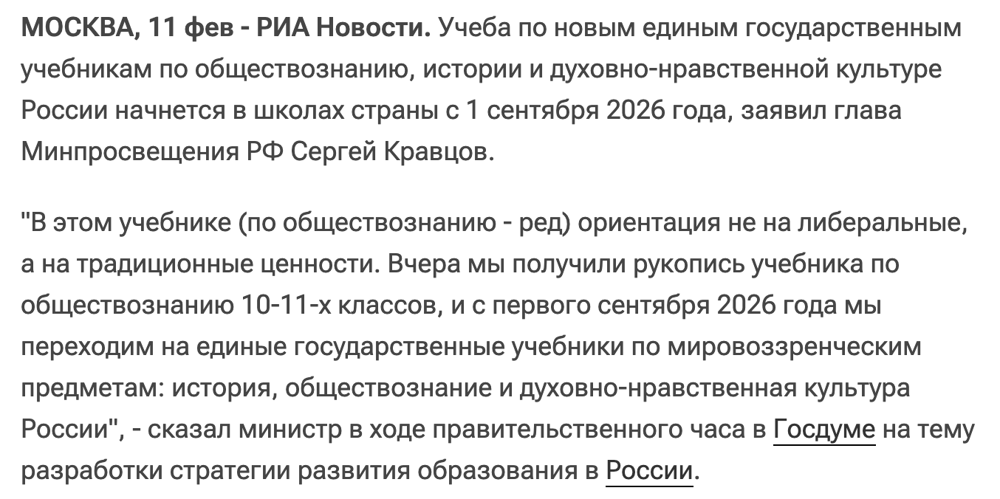 МОСКВА, 11 фев - РИА Новости. Учеба по новым единым государственным
учебникам по обществознанию, истории и духовно-нравственной культуре
России начнется в школах страны с 1 сентября 2026 года, заявил глава
Минпросвещения РФ Сергей Кравцов.
"В этом учебнике (по обществознанию - ред) ориентация не на либеральные,
а на традиционные ценности. Вчера мы получили рукопись учебника по
обществознанию 10-11-х классов, и с первого сентября 2026 года мы
переходим на единые государственные учебники по мировоззренческим
предметам: история, обществознание и духовно-нравственная культура
России", - сказал министр в ходе правительственного часа в Госдуме на тему
разработки стратегии развития образования в России.